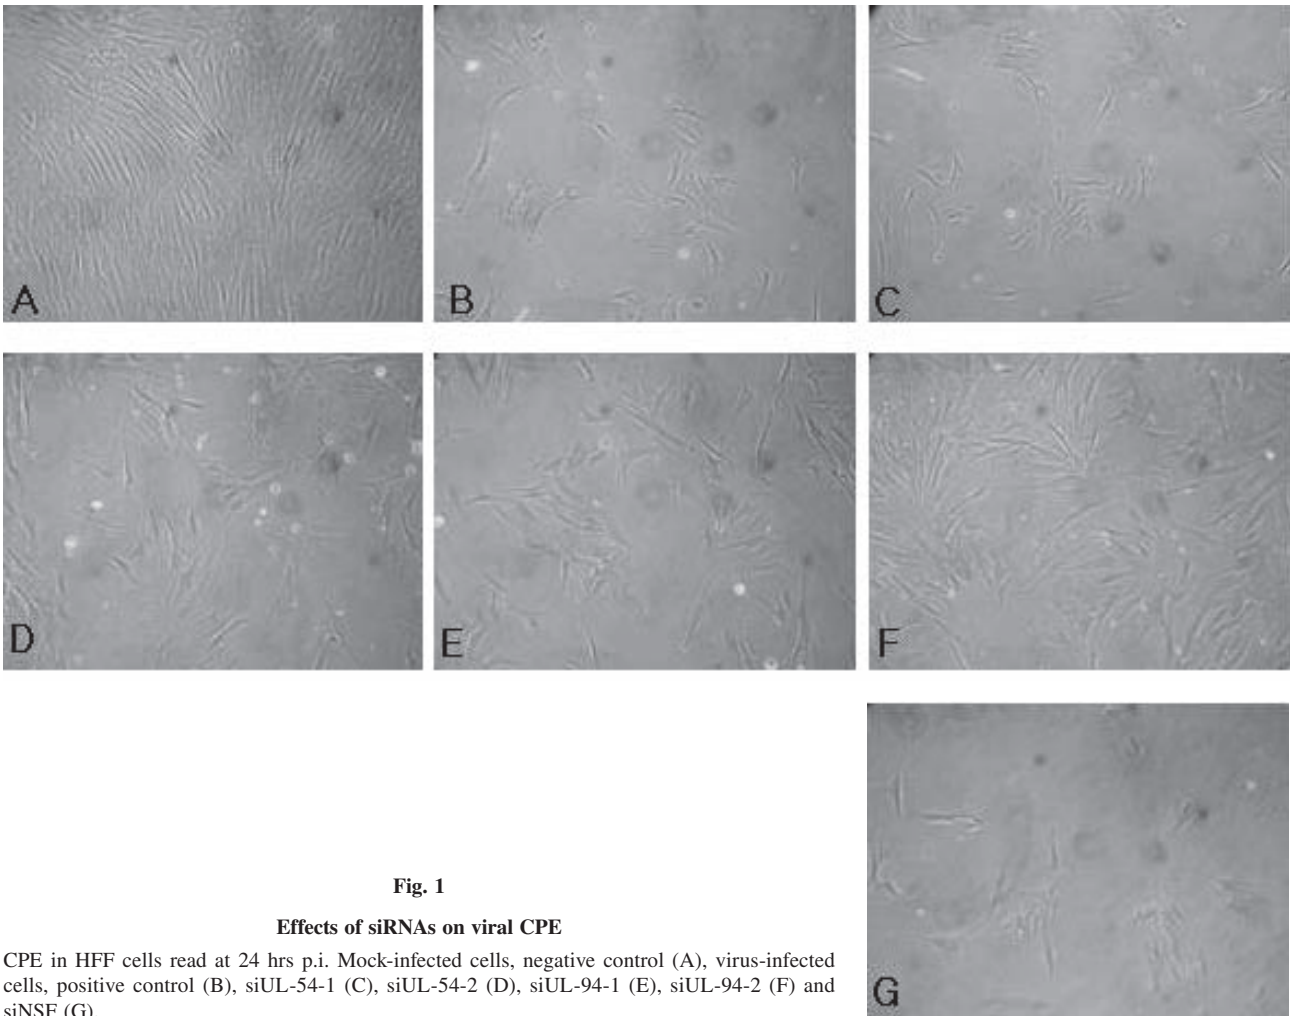 A
B
C
D
E
F
Fig. 1
Effects of siRNAs on viral CPE
CPE in HFF cells read at 24 hrs p.i. Mock-infected cells, negative control (A), virus-infected
cells, positive control (B), siUL-54-1 (C), siUL-54-2 (D), siUL-94-1 (E), siUL-94-2 (F) and
siNSF (G).
G